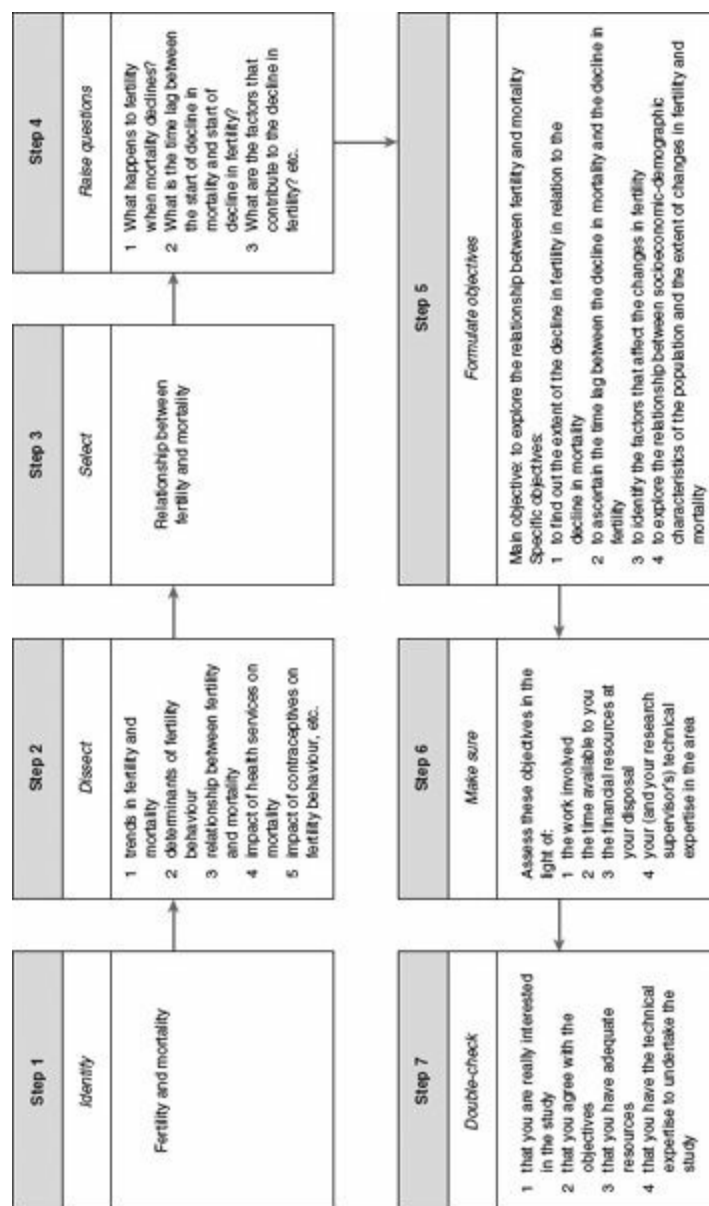 Step 1
Identify
Fertility and mortality
Step 2
Dissect
1 trends in fertility and
mortality
2 determinants of fertility
behaviour
3 relationship between fertility
and mortality
4 impact of health services on
mortality
5 impact of contraceptives on
fertility behaviour, etc.
Step 3
Select
Relationship between
fertility and mortality
Step 4
Raise questions
1 What happens to fertility
when mortality declines?
2 What is the time lag between
the start of decline in
mortality and start of
decline in fertility?
3 What are the factors that
contribute to the decline in
fertility? etc.
Step 5
Formulate objectives
Main objective: to explore the relationship between fertility and mortality
Specific objectives:
1 to find out the extent of the decline in fertility in relation to the
decline in mortality
2 to ascertain the time lag between the decline in mortality and the decline in
fertility
3 to identify the factors that affect the changes in fertility
4 to explore the relationship between socioeconomic-demographic
characteristics of the population and the extent of changes in fertility and
mortality
Step 6
Make sure
Assess these objectives in the
light of:
1 the work involved
2 the time available to you
3 the financial resources at
your disposal
4 your (and your research
supervisor's) technical
expertise in the area
Step 7
Double-check
1 that you are really interested
in the study
2 that you agree with the
objectives
3 that you have adequate
resources
4 that you have the technical
expertise to undertake the
study